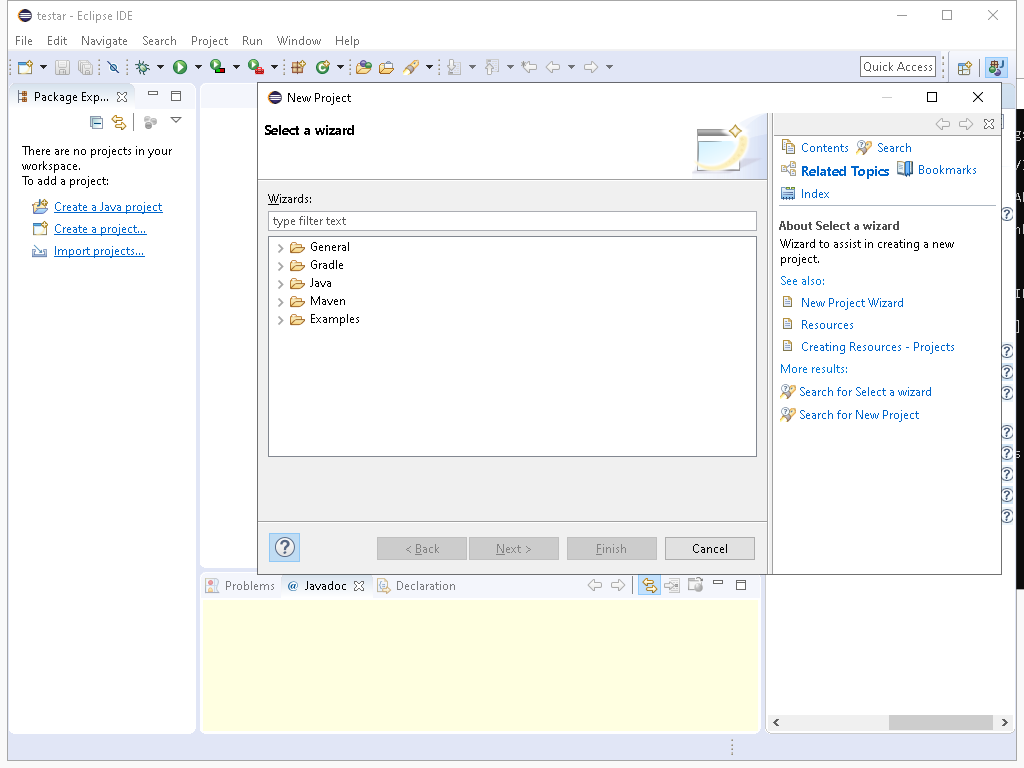 testar - Eclipse IDE
File Edit Navigate Search Project Run Window Help
Quick Access
Package Exp...
There are no projects in your
workspace.
To add a project:
Create a Java project
Create a project...
Import projects...
New Project
Select a wizard
Wizards:
type filter text
General
Gradle
Java
Maven
Examples
< Back
Next >
Finish
Cancel
Contents
Search
Related Topics
Bookmarks
Index
About Select a wizard
Wizard to assist in creating a new
project.
See also:
New Project Wizard
Resources
Creating Resources - Projects
More results:
Search for Select a wizard
Search for New Project
Problems
@ Javadoc
Declaration